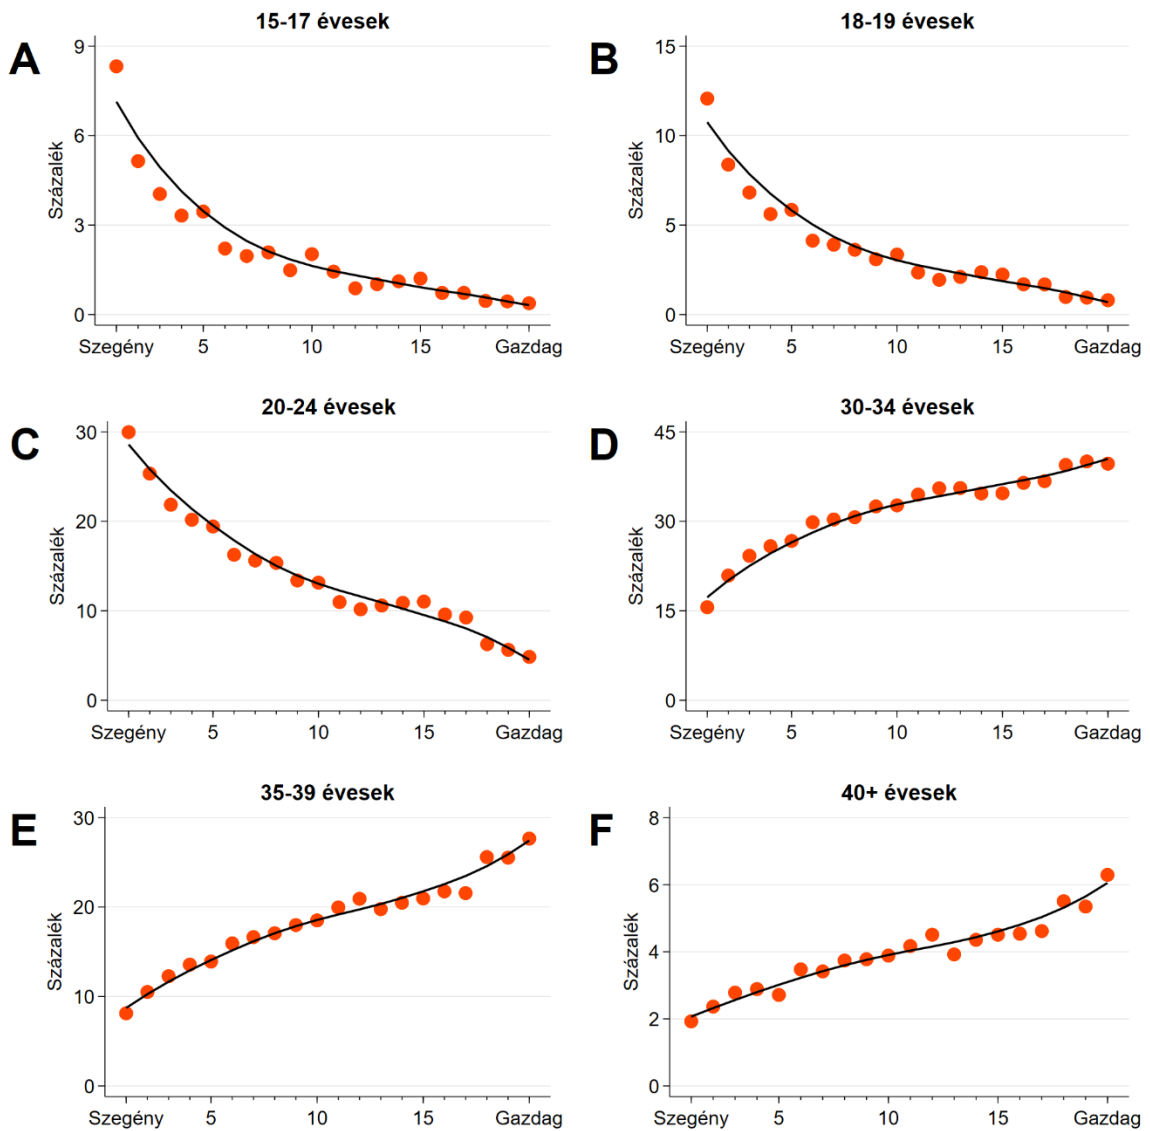 A
15-17 évesek
Százalék
9
6
3
0
Szegény 5 10 15 Gazdag
B
18-19 évesek
Százalék
15
10
5
0
Szegény 5 10 15 Gazdag
C
20-24 évesek
Százalék
30
20
10
0
Szegény 5 10 15 Gazdag
D
30-34 évesek
Százalék
45
30
15
0
Szegény 5 10 15 Gazdag
E
35-39 évesek
Százalék
30
20
10
0
Szegény 5 10 15 Gazdag
F
40+ évesek
Százalék
8
6
4
2
0
Szegény 5 10 15 Gazdag